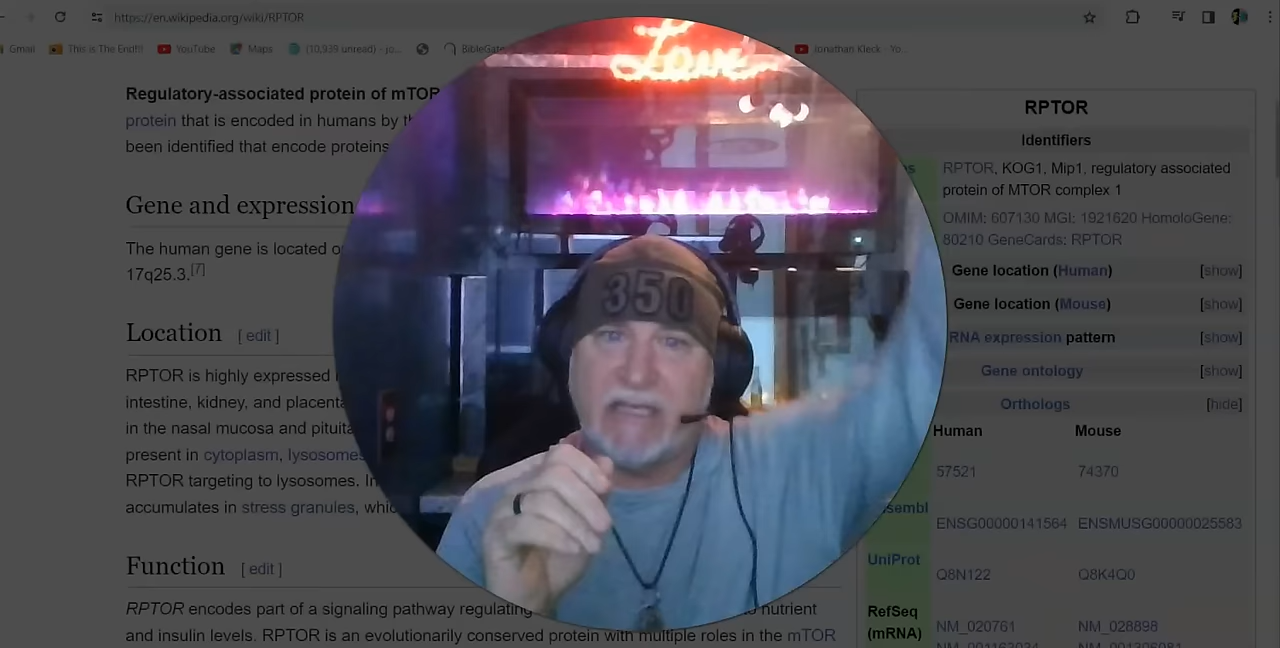 https://en.wikipedia.org/wiki/RPTOR
Gmail This is The End!!! YouTube Maps (10,939 unread) - jo... BibleGate Jonathan Kleck - Yo...
Love
350
Regulatory-associated protein of mTOR
protein that is encoded in humans by th
been identified that encode proteins
Gene and expression
The human gene is located o
17q25.3.[7]
Location [ edit ]
RPTOR is highly expressed
intestine, kidney, and placenta
in the nasal mucosa and pituita
present in cytoplasm, lysosomes
RPTOR targeting to lysosomes. In
accumulates in stress granules, whic
Function [ edit ]
RPTOR encodes part of a signaling pathway regulating nutrient
and insulin levels. RPTOR is an evolutionarily conserved protein with multiple roles in the mTOR
RPTOR
Identifiers
es RPTOR, KOG1, Mip1, regulatory associated
protein of MTOR complex 1
OMIM: 607130 MGI: 1921620 HomoloGene:
80210 GeneCards: RPTOR
Gene location (Human) [show]
Gene location (Mouse) [show]
RNA expression pattern [show]
Gene ontology [show]
Orthologs [hide]
Human Mouse
57521 74370
sembl
ENSG00000141564 ENSMUSG00000025583
UniProt
Q8N122 Q8K4Q0
RefSeq
(mRNA)
NM_020761 NM_028898